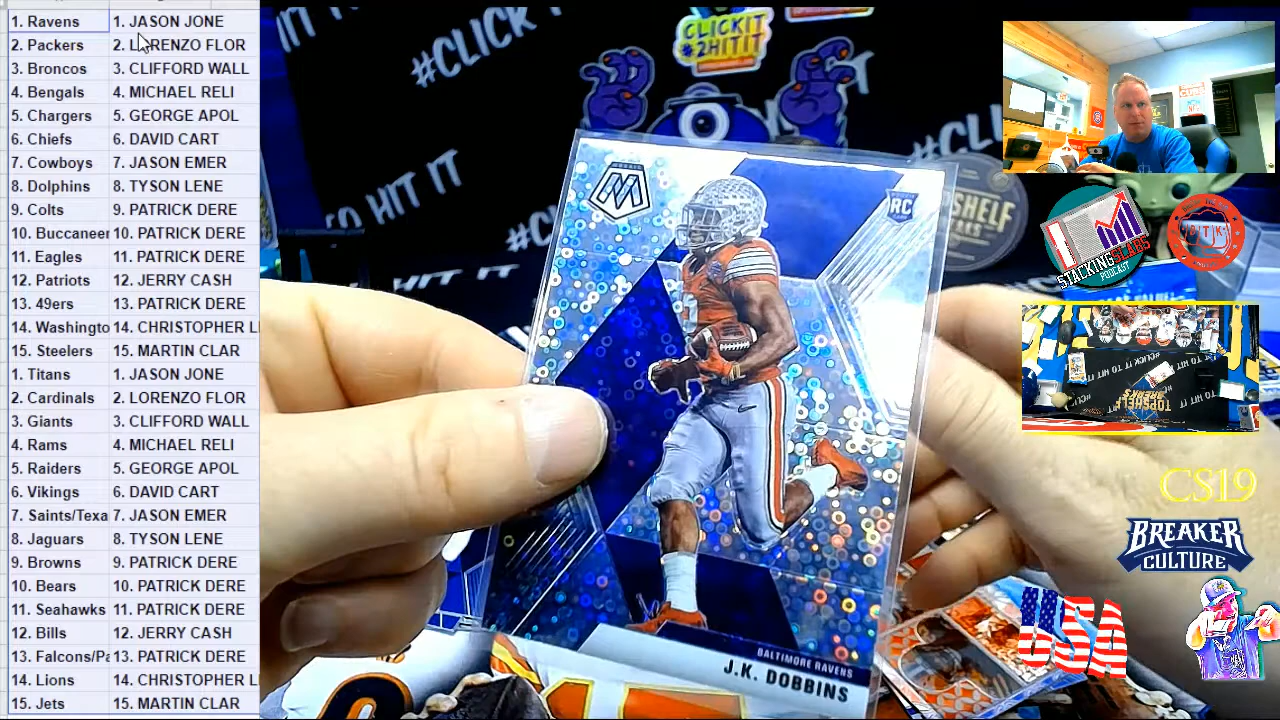 1. Ravens 1. JASON JONE
2. Packers 2. LORENZO FLOR
3. Broncos 3. CLIFFORD WALL
4. Bengals 4. MICHAEL RELI
5. Chargers 5. GEORGE APOL
6. Chiefs 6. DAVID CART
7. Cowboys 7. JASON EMER
8. Dolphins 8. TYSON LENE
9. Colts 9. PATRICK DERE
10. Buccaneer 10. PATRICK DERE
11. Eagles 11. PATRICK DERE
12. Patriots 12. JERRY CASH
13. 49ers 13. PATRICK DERE
14. Washingto 14. CHRISTOPHER L
15. Steelers 15. MARTIN CLAR
1. Titans 1. JASON JONE
2. Cardinals 2. LORENZO FLOR
3. Giants 3. CLIFFORD WALL
4. Rams 4. MICHAEL RELI
5. Raiders 5. GEORGE APOL
6. Vikings 6. DAVID CART
7. Saints/Texa 7. JASON EMER
8. Jaguars 8. TYSON LENE
9. Browns 9. PATRICK DERE
10. Bears 10. PATRICK DERE
11. Seahawks 11. PATRICK DERE
12. Bills 12. JERRY CASH
13. Falcons/Pa 13. PATRICK DERE
14. Lions 14. CHRISTOPHER L
15. Jets 15. MARTIN CLAR
CLICKIT
#2HITIT
#CLICK
TO HIT IT
MOSAIC
RC
BALTIMORE RAVENS
J.K. DOBBINS
STACKING SLABS
PODCAST
CS19
BREAKER
CULTURE
USA